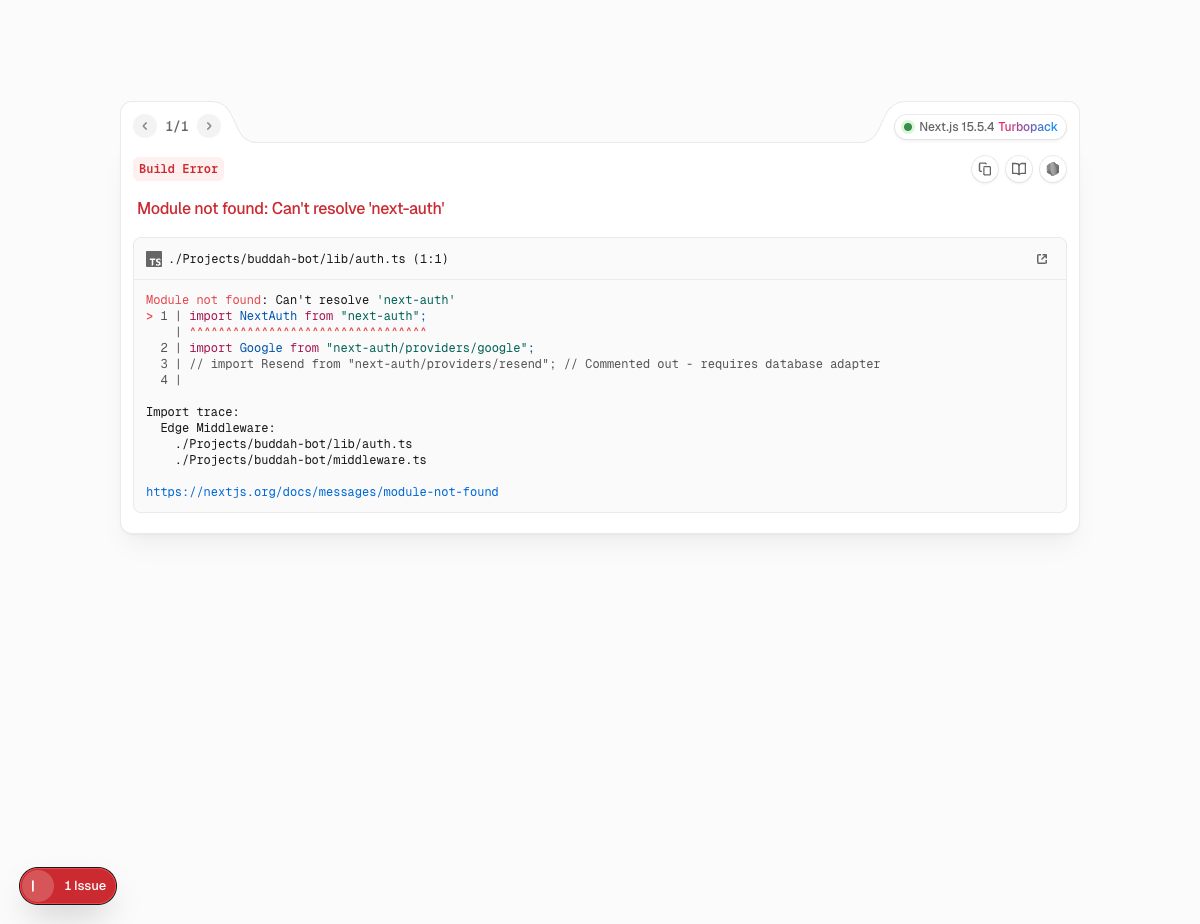 1/1
Next.js 15.5.4 Turbopack
Build Error
Module not found: Can't resolve 'next-auth'
TS ./Projects/buddah-bot/lib/auth.ts (1:1)
Module not found: Can't resolve 'next-auth'
> 1 | import NextAuth from "next-auth";
    | ^^^^^^^^^^^^^^^^^^^^^^^^^^^^^^^^^
  2 | import Google from "next-auth/providers/google";
  3 | // import Resend from "next-auth/providers/resend"; // Commented out - requires database adapter
  4 |
Import trace:
  Edge Middleware:
    ./Projects/buddah-bot/lib/auth.ts
    ./Projects/buddah-bot/middleware.ts
https://nextjs.org/docs/messages/module-not-found
1 Issue